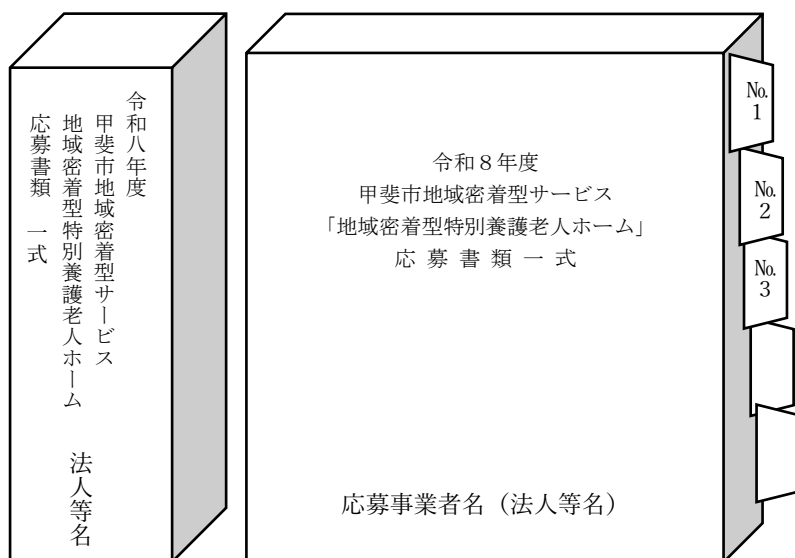 令和八年度
甲斐市地域密着型サービス
地域密着型特別養護老人ホーム
応募書類　一式
法人等名
令和８年度
甲斐市地域密着型サービス
「地域密着型特別養護老人ホーム」
応 募 書 類 一 式
応募事業者名（法人等名）
No.
1
No.
2
No.
3